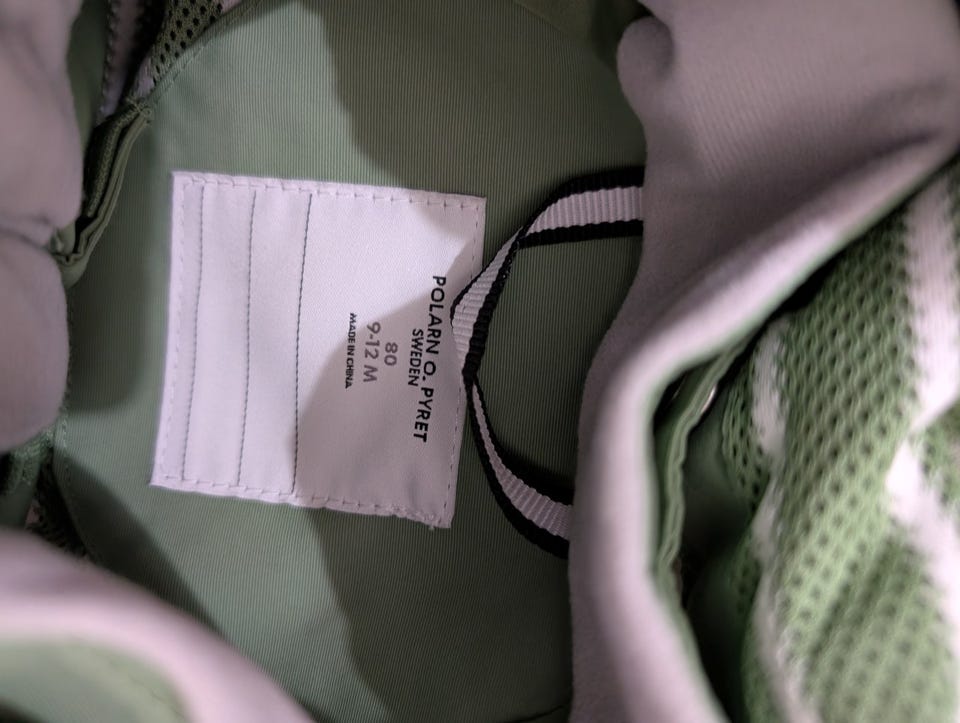 POLARN O. PYRET
SWEDEN
80
9-12 M
MADE IN CHINA